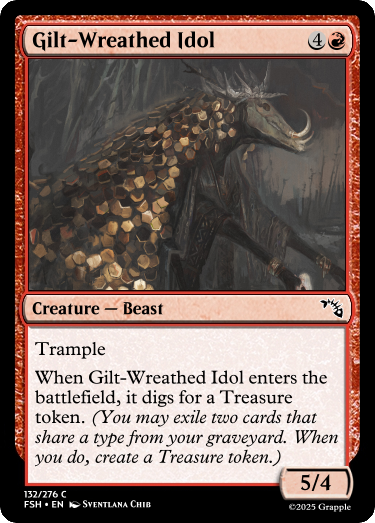 Gilt-Wreathed Idol 4
Creature — Beast
Trample
When Gilt-Wreathed Idol enters the
battlefield, it digs for a Treasure
token. (You may exile two cards that
share a type from your graveyard. When
you do, create a Treasure token.)
5/4
132/276 C
FSH • EN Sventlana Chib
©2025 Grapple